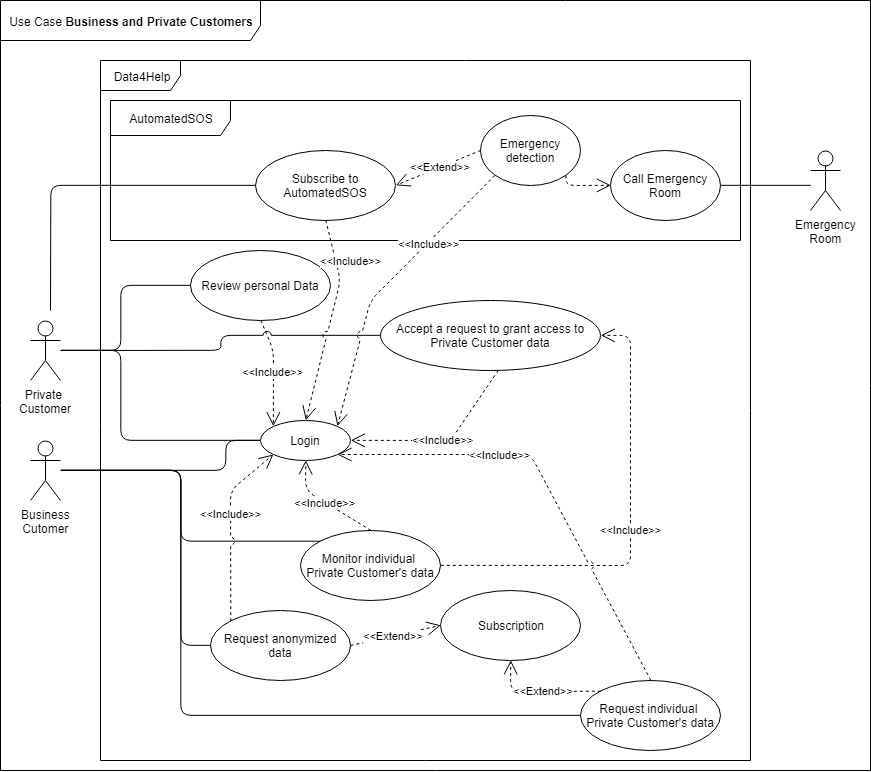 Use Case Business and Private Customers
Data4Help
AutomatedSOS
Emergency
detection
<<Extend>>
Subscribe to
AutomatedSOS
Call Emergency
Room
Emergency
Room
<<Include>>
<<Include>>
Review personal Data
Accept a request to grant access to
Private Customer data
<<Include>>
Private
Customer
Login
<<Include>>
<<Include>>
Business
Cutomer
<<Include>>
<<Include>>
<<Include>>
Monitor individual
Private Customer's data
Subscription
Request anonymized
data
<<Extend>>
<<Extend>>
Request individual
Private Customer's data